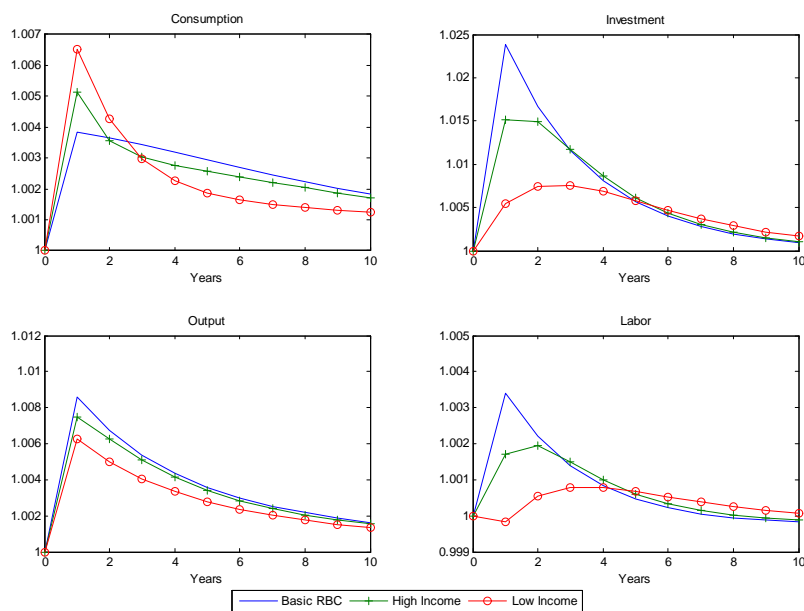 Consumption
1.007
1.006
1.005
1.004
1.003
1.002
1.001
1
0 2 4 6 8 10
Years
Investment
1.025
1.02
1.015
1.01
1.005
1
0 2 4 6 8 10
Years
Output
1.012
1.01
1.008
1.006
1.004
1.002
1
0 2 4 6 8 10
Years
Labor
1.005
1.004
1.003
1.002
1.001
1
0.999
0 2 4 6 8 10
Years
Basic RBC High Income Low Income